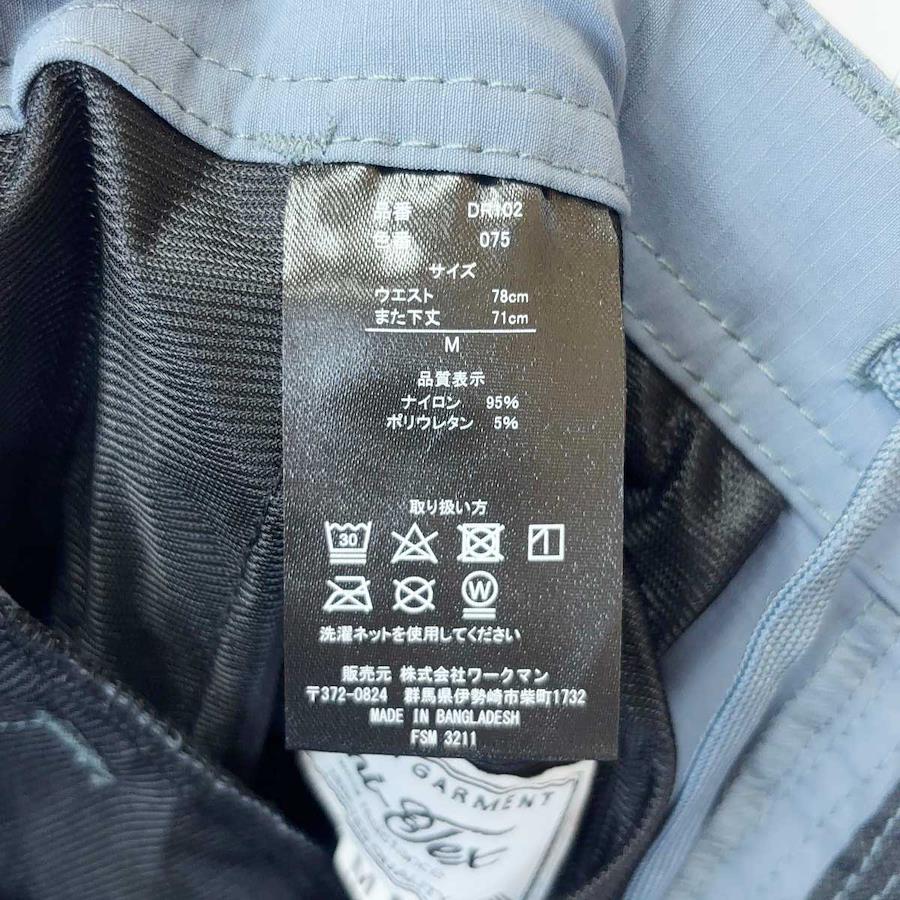 品番 DN102
色番 075
サイズ
ウエスト 78cm
また下丈 71cm
M
品質表示
ナイロン 95%
ポリウレタン 5%
取り扱い方
30
W
洗濯ネットを使用してください
販売元 株式会社ワークマン
〒372-0824 群馬県伊勢崎市柴町1732
MADE IN BANGLADESH
FSM 3211
GARMENT
Tex
M